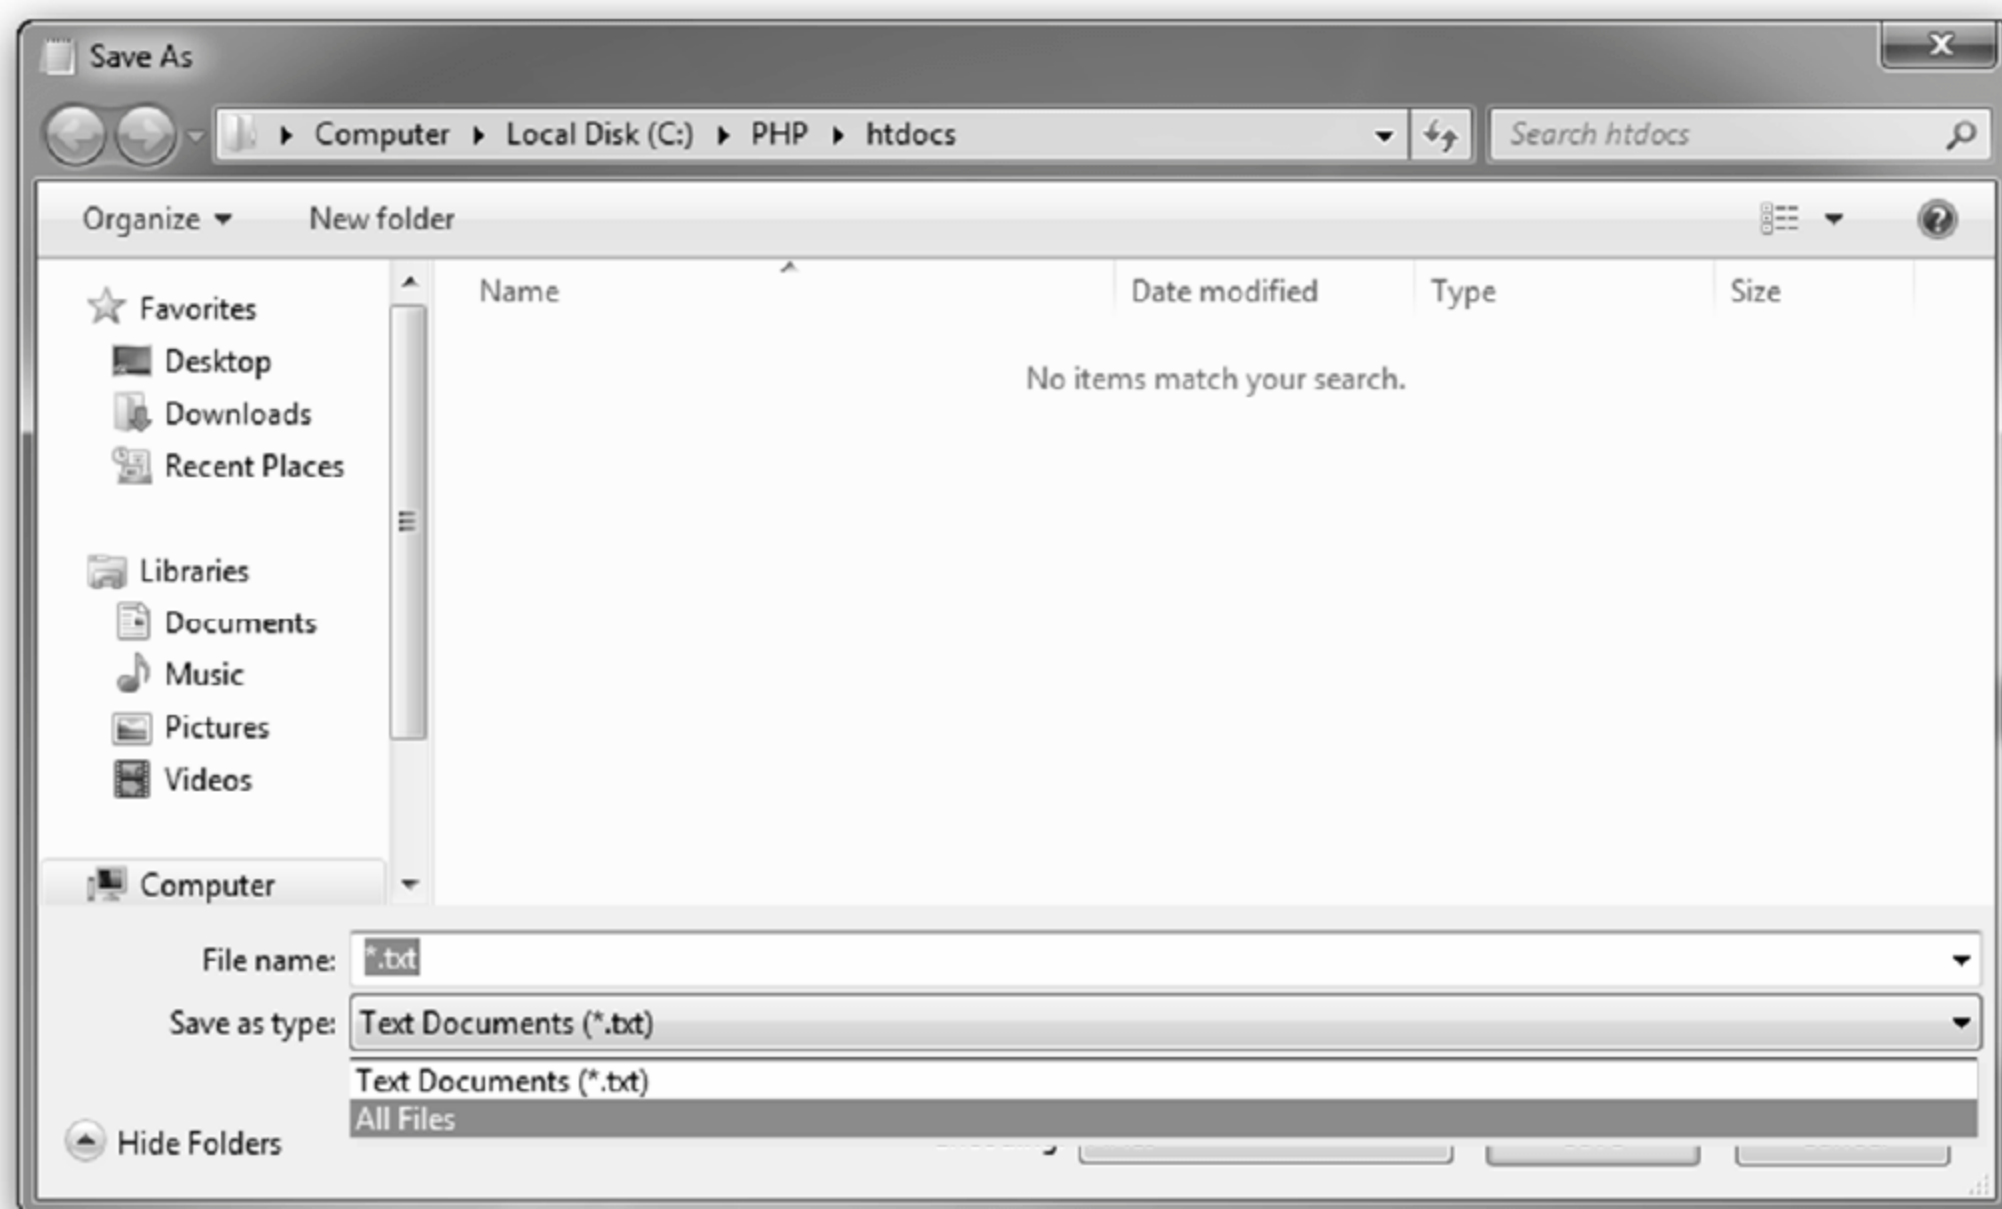 Save As
Computer Local Disk (C:) PHP htdocs Search htdocs
Organize New folder
Name Date modified Type Size
No items match your search.
Favorites
Desktop
Downloads
Recent Places
Libraries
Documents
Music
Pictures
Videos
Computer
File name: *.txt
Save as type: Text Documents (*.txt)
Text Documents (*.txt)
All Files
Hide Folders